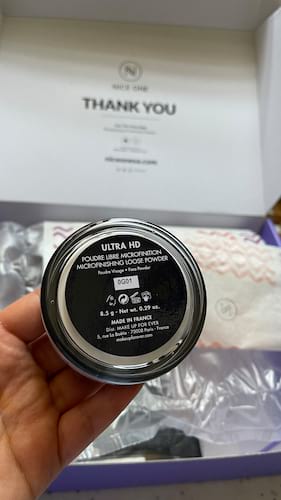 NICE ONE
THANK YOU
niceonesa.com
ULTRA HD
POUDRE LIBRE MICROFINITION
MICROFINISHING LOOSE POWDER
Poudre Visage • Face Powder
0G01
8.5 g - Net wt. 0.29 oz.
MADE IN FRANCE
Dist. MAKE UP FOR EVER
5, rue La Boétie - 75008 Paris - France
makeupforever.com